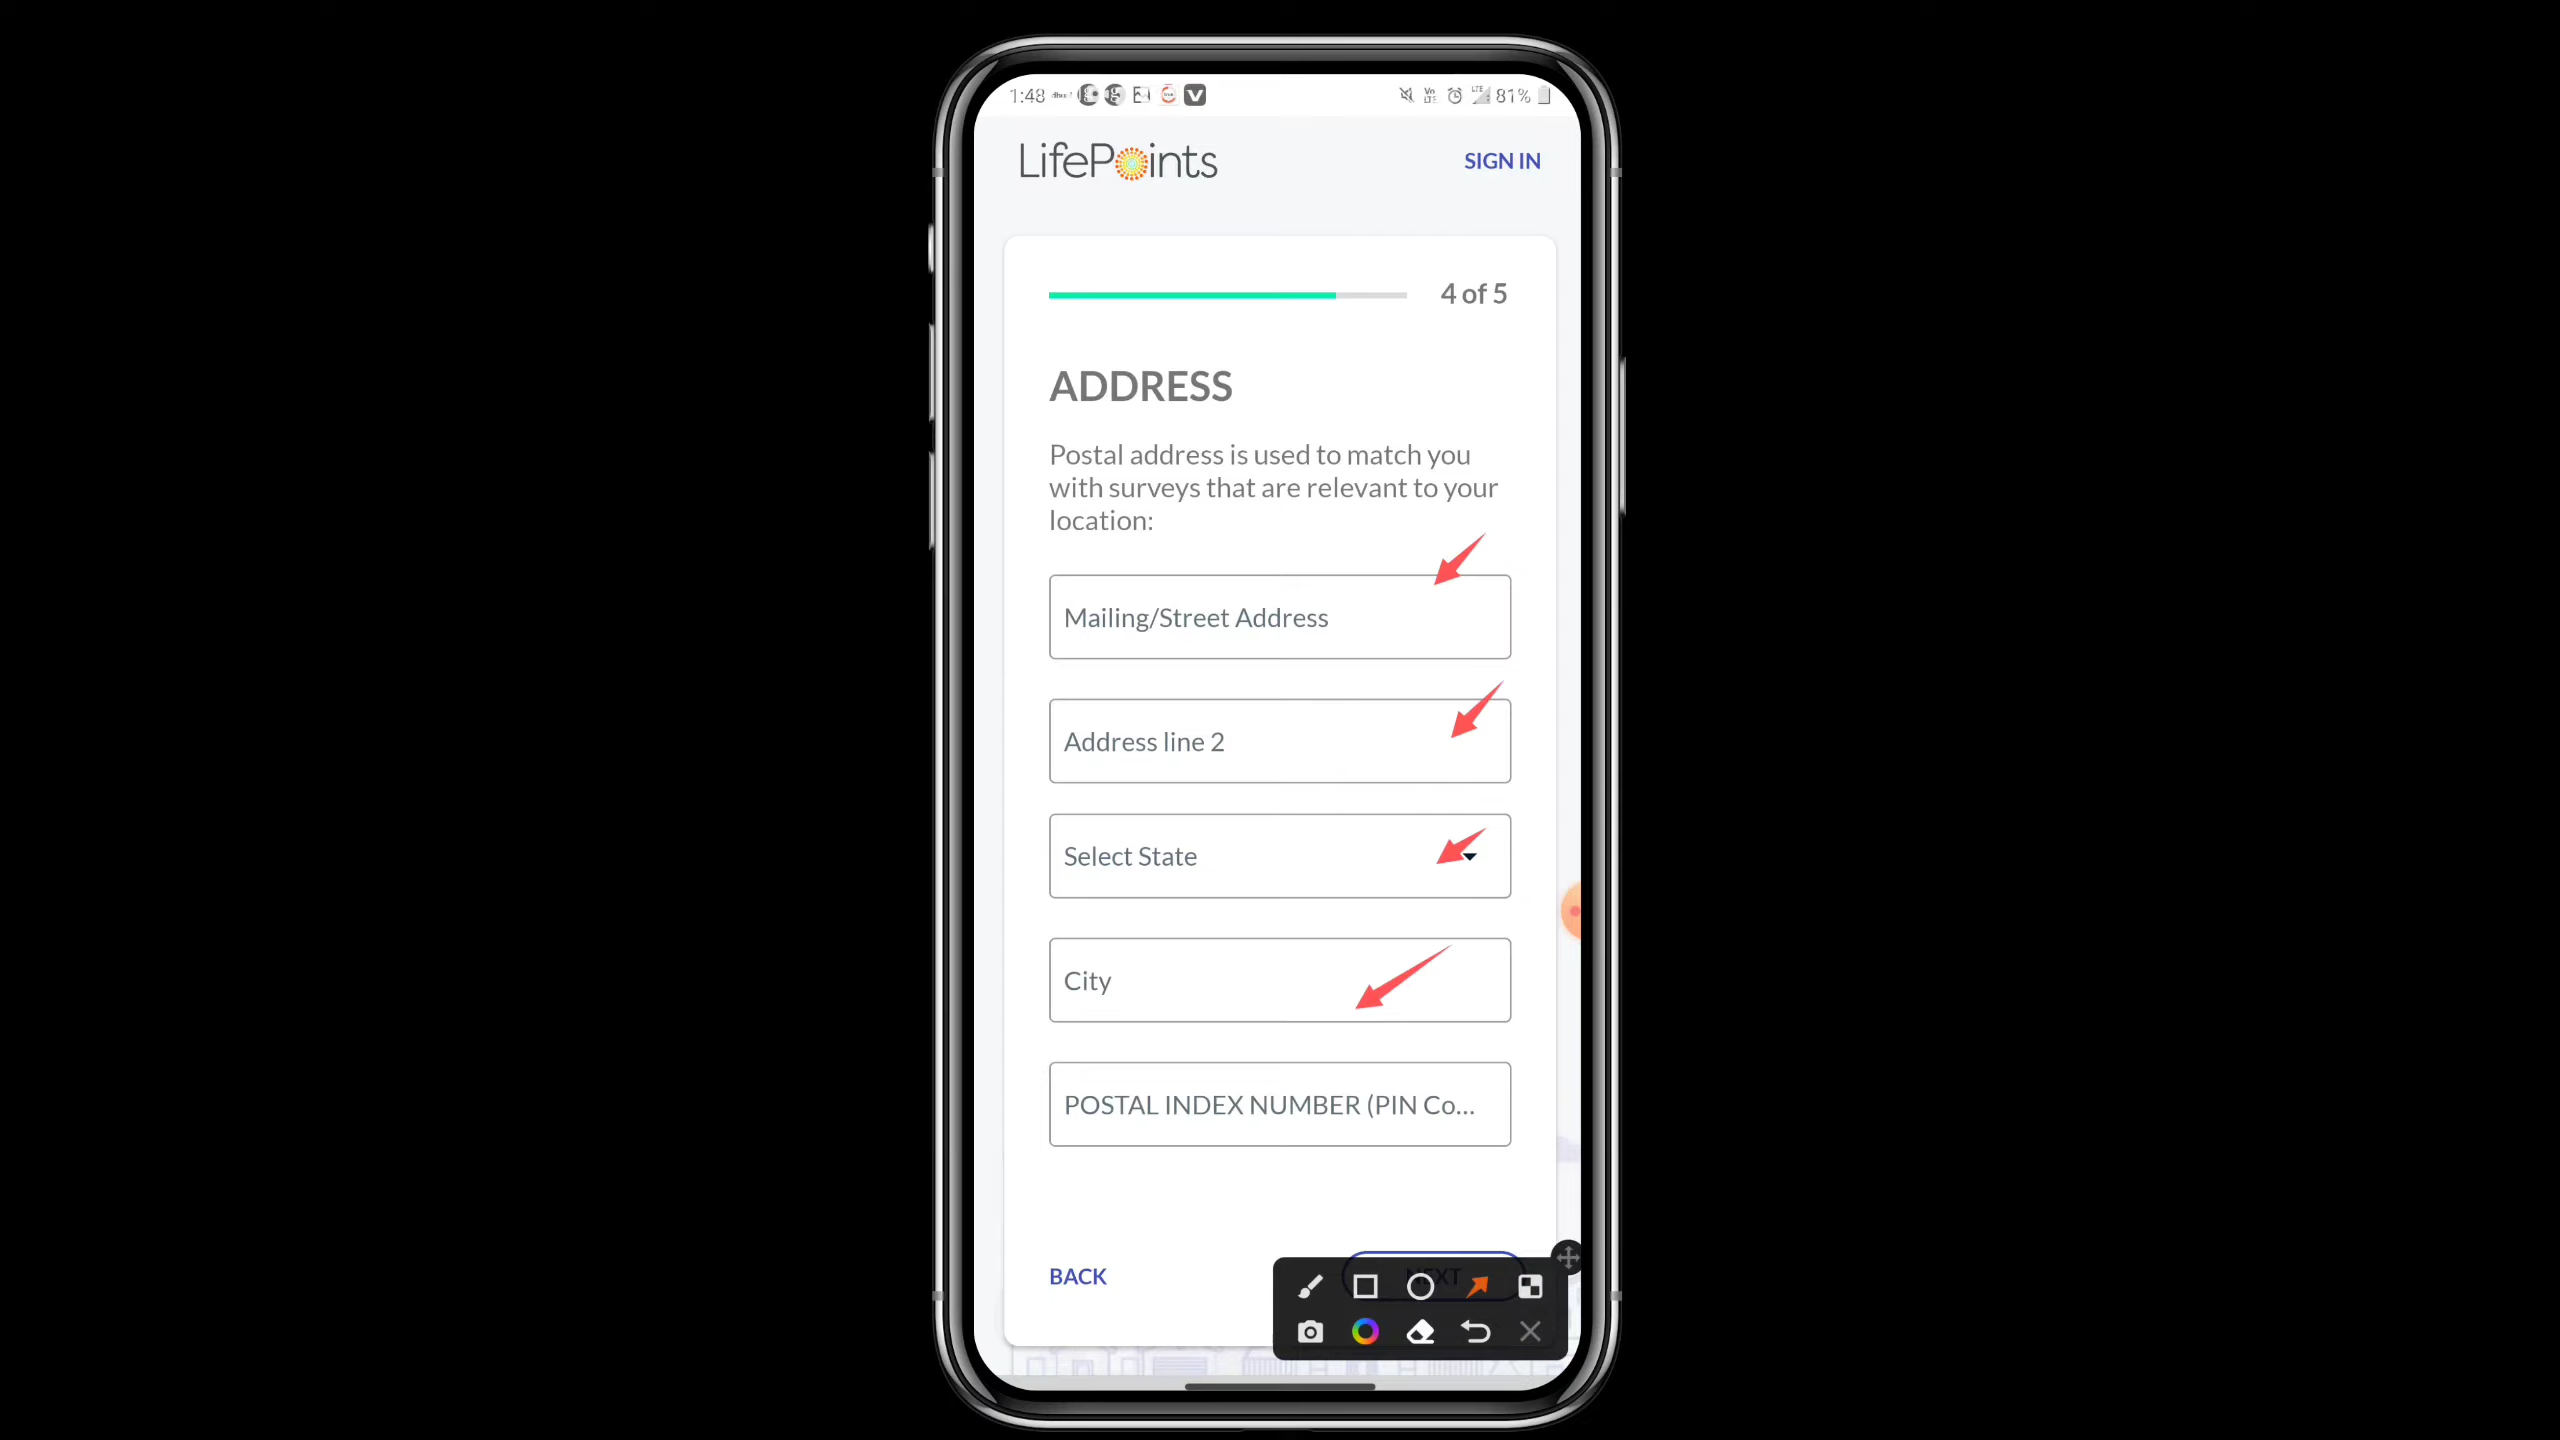 1:48 81%
LifePoints SIGN IN
4 of 5
ADDRESS
Postal address is used to match you
with surveys that are relevant to your
location:
Mailing/Street Address
Address line 2
Select State
City
POSTAL INDEX NUMBER (PIN Co...
BACK NEXT